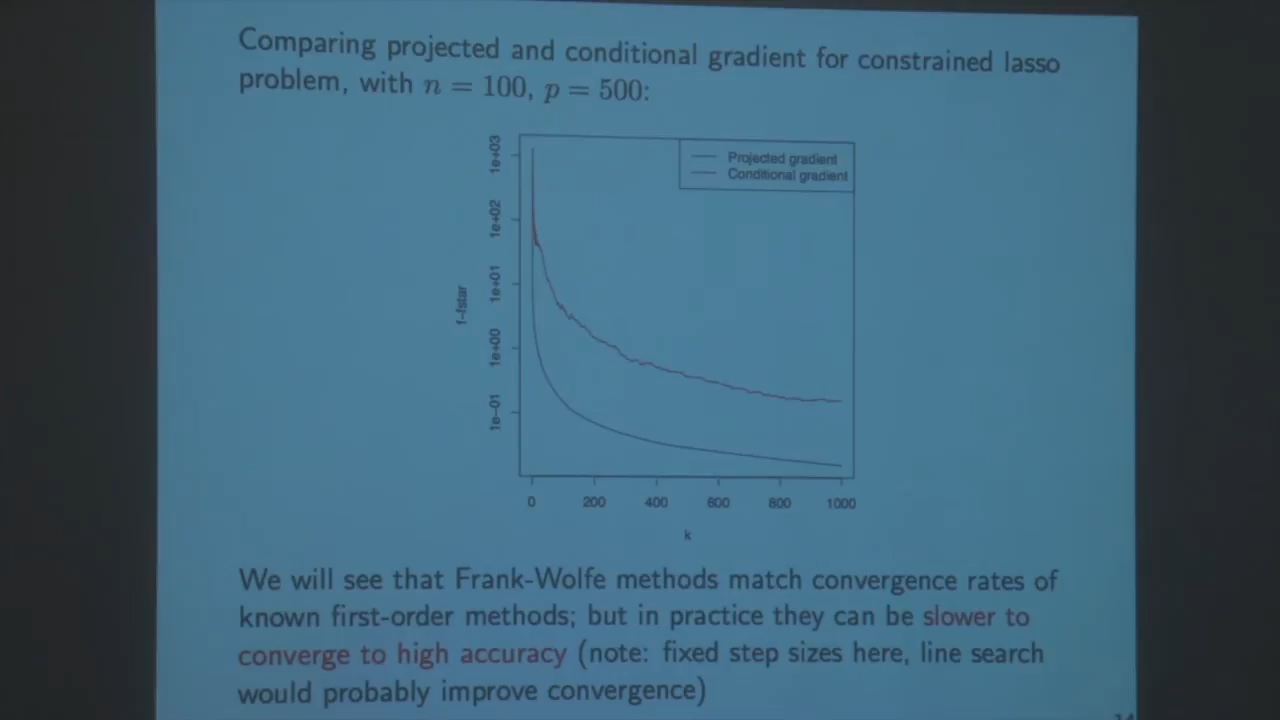 Comparing projected and conditional gradient for constrained lasso
problem, with n = 100, p = 500:
Projected gradient
Conditional gradient
1e+03
1e+02
1e+01
1e+00
1e−01
f−fstar
0 200 400 600 800 1000
k
We will see that Frank-Wolfe methods match convergence rates of
known first-order methods; but in practice they can be slower to
converge to high accuracy (note: fixed step sizes here, line search
would probably improve convergence)